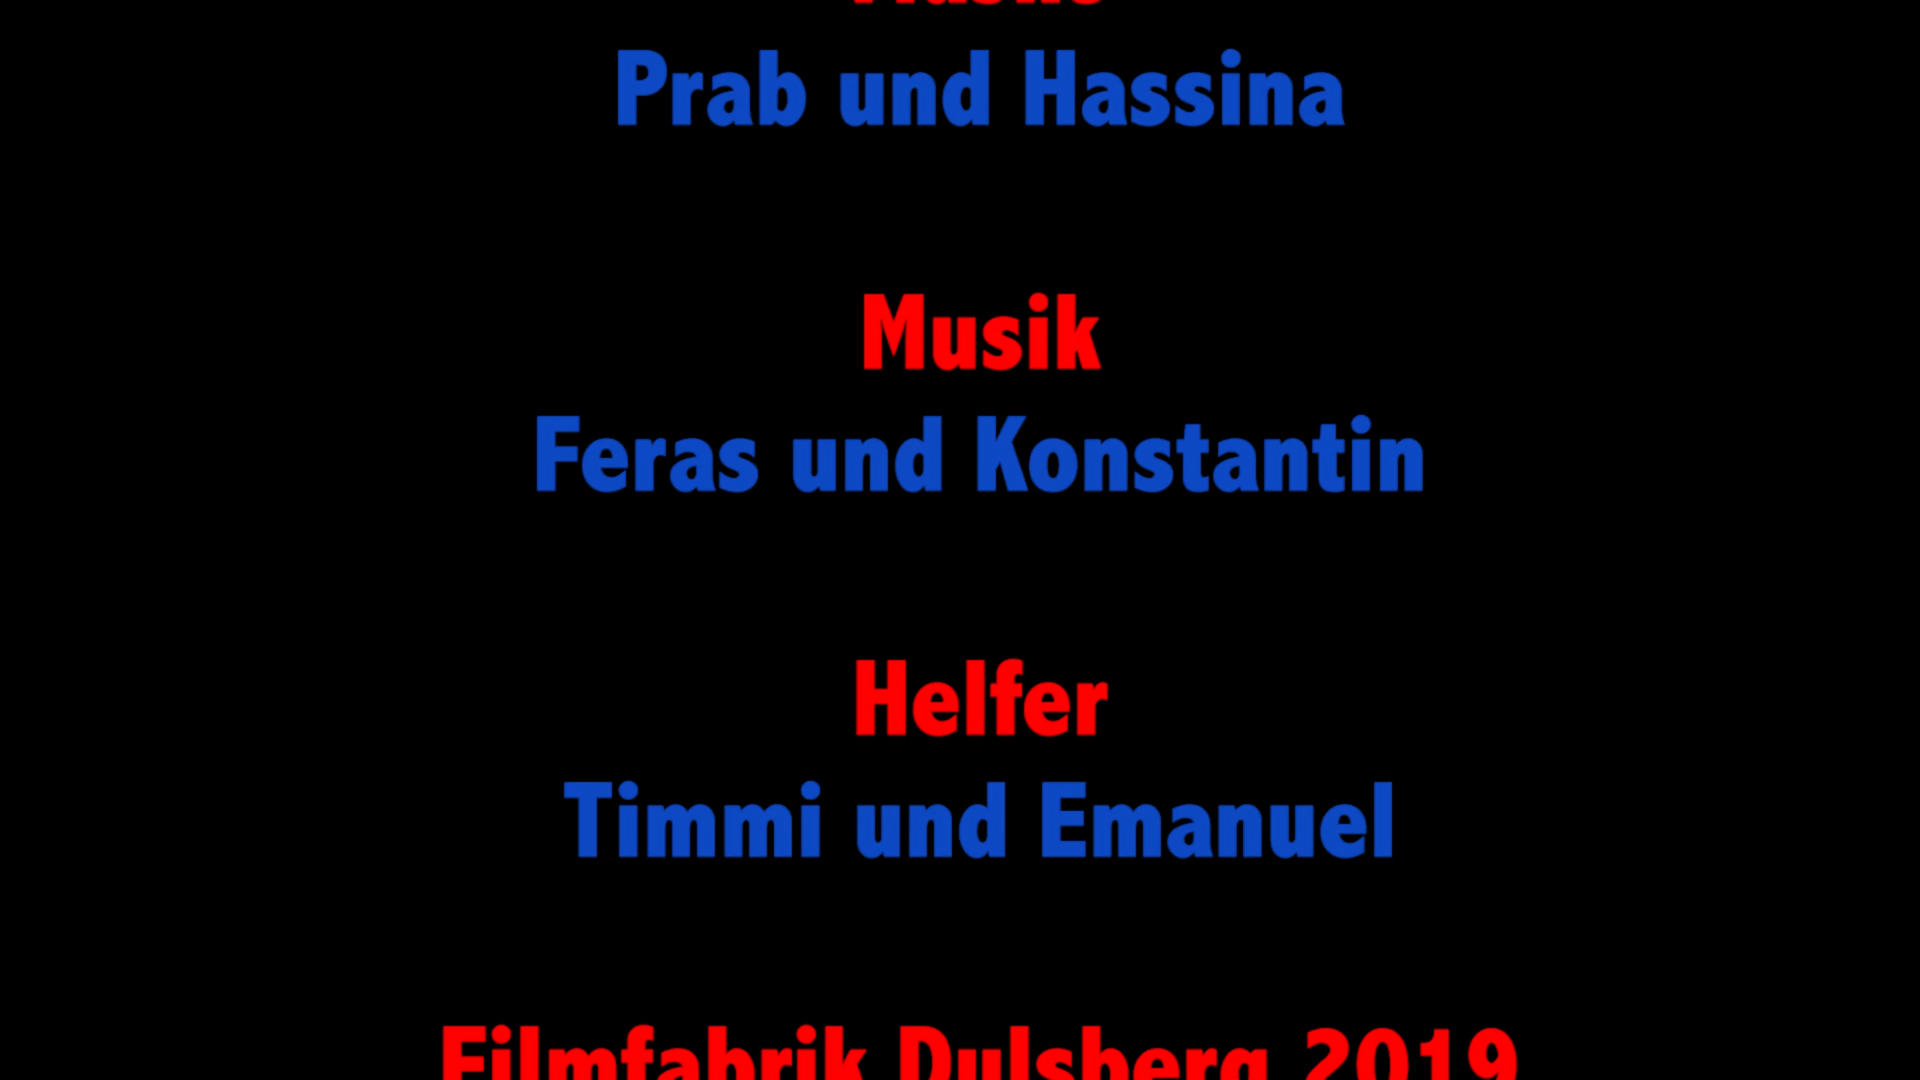 Prab und Hassina
Musik
Feras und Konstantin
Helfer
Timmi und Emanuel
Filmfabrik Dulsberg 2019